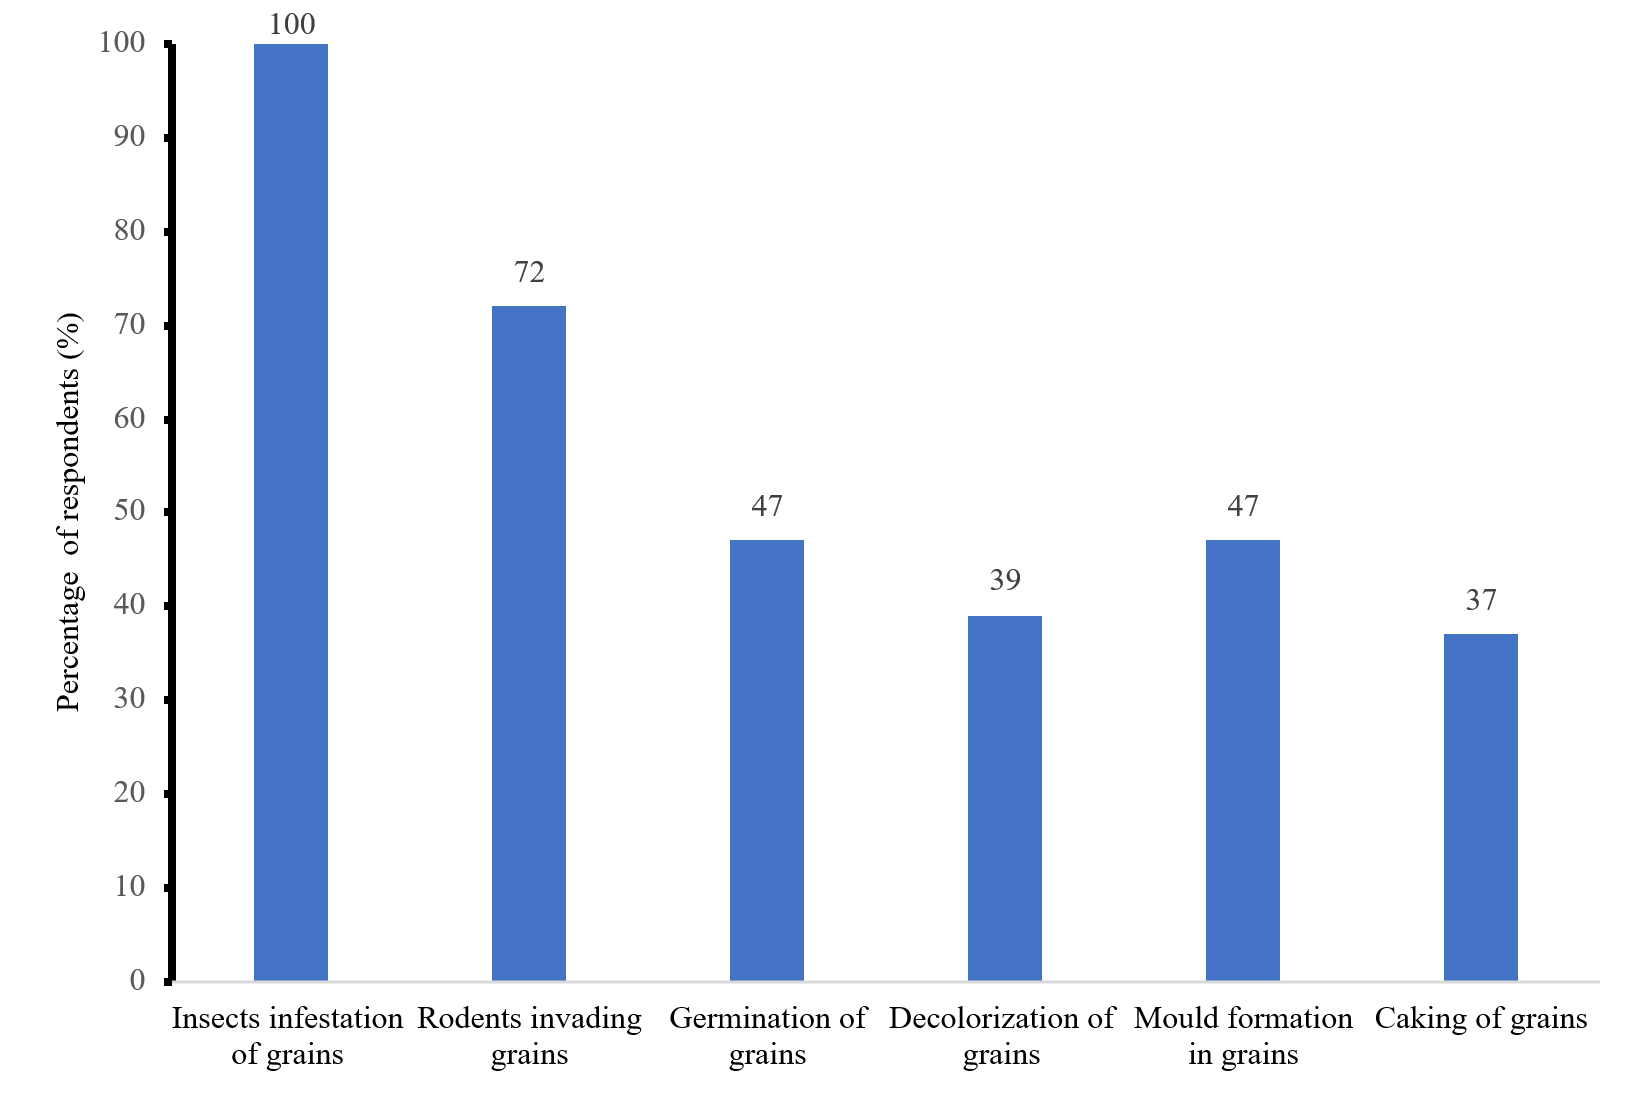 100
100
90
80
72
70
60
50
47
47
40
39
37
30
20
10
0
Percentage of respondents (%)
Insects infestation of grains
Rodents invading grains
Germination of grains
Decolorization of grains
Mould formation in grains
Caking of grains